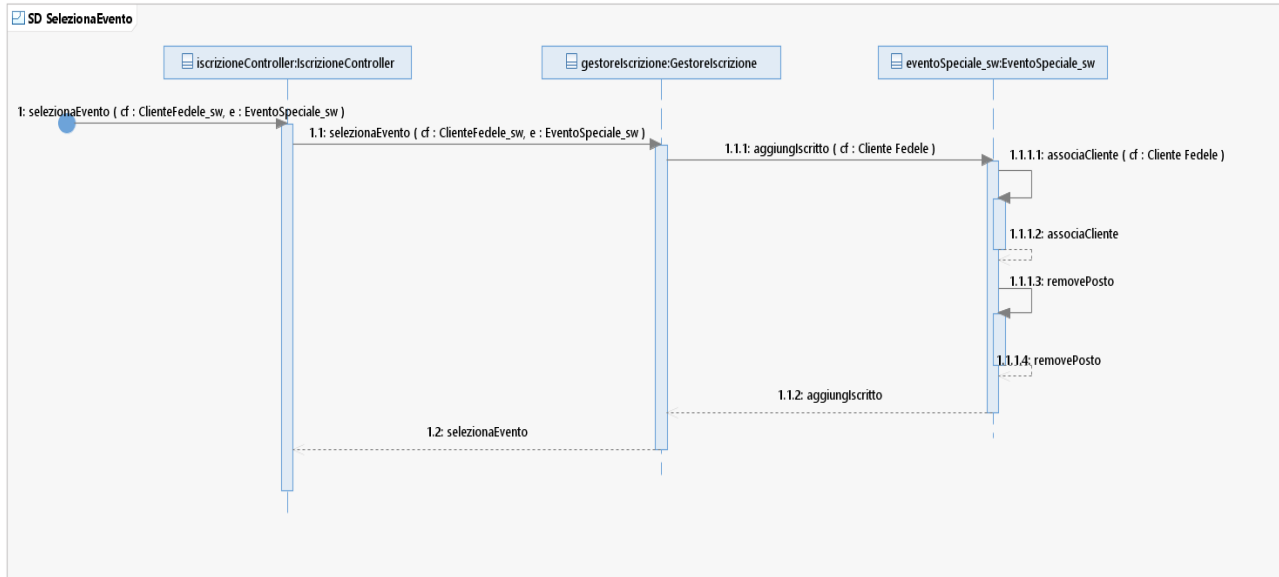 SD SelezionaEvento
iscrizioneController:IscrizioneController
gestoreIscrizione:GestoreIscrizione
eventoSpeciale_sw:EventoSpeciale_sw
1: selezionaEvento ( cf : ClienteFedele_sw, e : EventoSpeciale_sw )
1.1: selezionaEvento ( cf : ClienteFedele_sw, e : EventoSpeciale_sw )
1.1.1: aggiungIscritto ( cf : Cliente Fedele )
1.1.1.1: associaCliente ( cf : Cliente Fedele )
1.1.1.2: associaCliente
1.1.1.3: removePosto
1.1.1.4: removePosto
1.1.2: aggiungIscritto
1.2: selezionaEvento